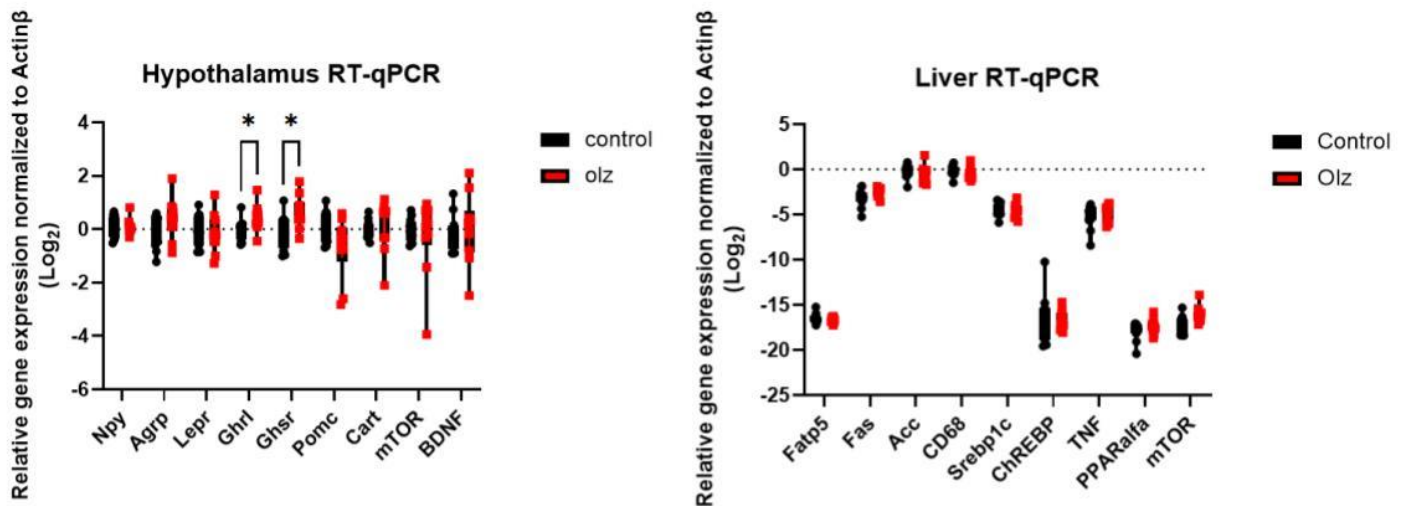 Relative gene expression normalized to Actinβ
(Log2)
Hypothalamus RT-qPCR
4
2
0
-2
-4
-6
*
*
control
olz
Npy
Agrp
Lepr
Ghrl
Ghsr
Pomc
Cart
mTOR
BDNF
Relative gene expression normalized to Actinβ
(Log2)
Liver RT-qPCR
5
0
-5
-10
-15
-20
-25
Control
Olz
Fatp5
Fas
Acc
CD68
Srebp1c
ChREBP
TNF
PPARalfa
mTOR